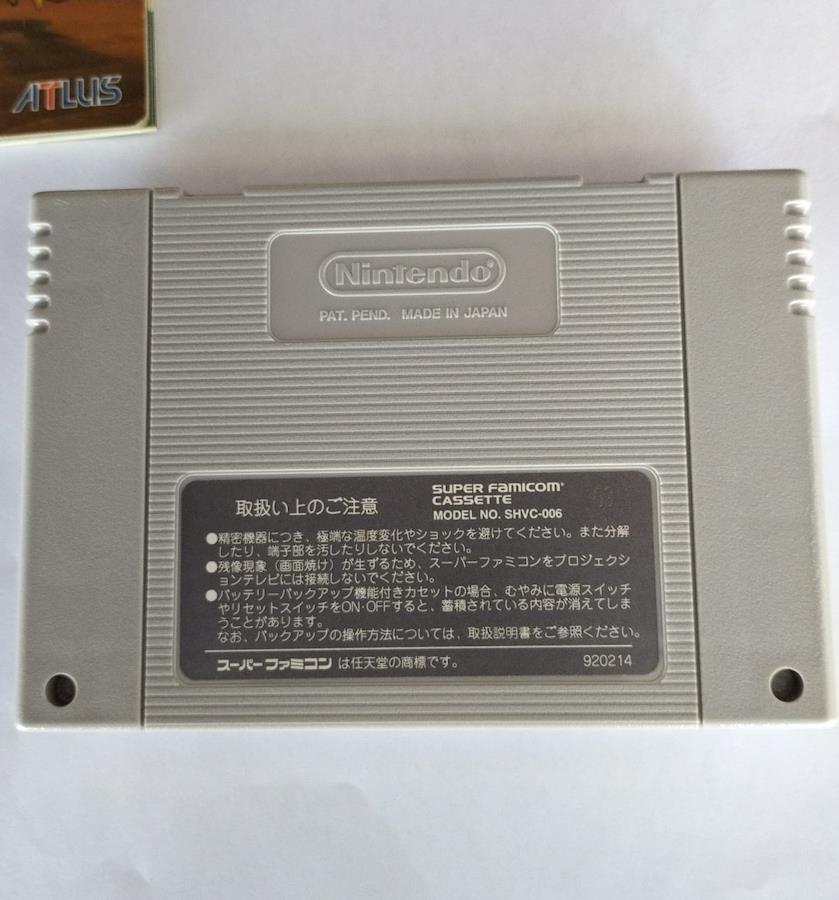 ATLUS
Nintendo®
PAT. PEND. MADE IN JAPAN
取扱い上のご注意
SUPER FAMICOM
CASSETTE
MODEL NO. SHVC-006
●精密機器につき、極端な温度変化やショックを避けてください。また分解
したり、端子部を汚したりしないでください。
●残像現象(画面焼け)が生ずるため、スーパーファミコンをプロジェクシ
ョンテレビには接続しないでください。
●バッテリーバックアップ機能付きカセットの場合、むやみに電源スイッチ
やリセットスイッチをON・OFFすると、蓄積されている内容が消えてしま
うことがあります。
なお、バックアップの操作方法については、取扱説明書をご参照ください。
スーパーファミコン は任天堂の商標です。
920214